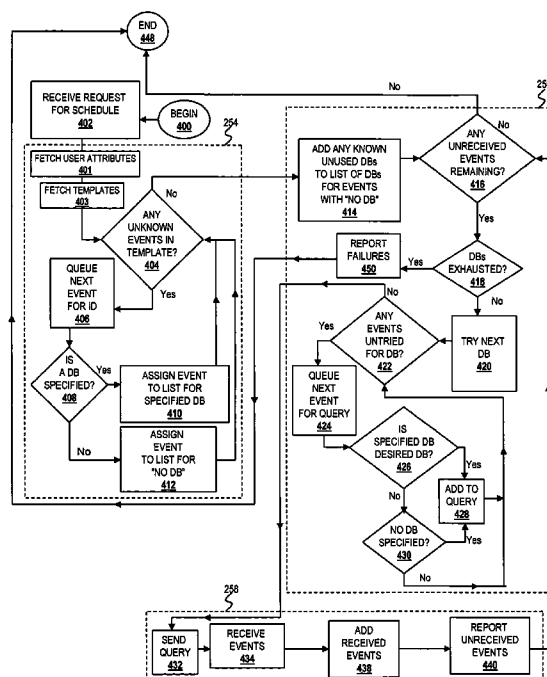 END
448
RECEIVE REQUEST
FOR SCHEDULE
402
BEGIN
400
254
FETCH USER ATTRIBUTES
401
FETCH TEMPLATES
403
ANY
UNKNOWN
EVENTS IN
TEMPLATE?
404
No
Yes
QUEUE
NEXT
EVENT
FOR ID
406
IS
A DB
SPECIFIED?
408
Yes
ASSIGN EVENT
TO LIST FOR
SPECIFIED DB
410
No
ASSIGN
EVENT
TO LIST FOR
"NO DB"
412
No
ADD ANY KNOWN
UNUSED DBs
TO LIST OF DBs
FOR EVENTS
WITH "NO DB"
414
ANY
UNRECEIVED
EVENTS
REMAINING?
416
No
Yes
REPORT
FAILURES
450
Yes
DBs
EXHAUSTED?
418
No
TRY NEXT
DB
420
No
ANY
EVENTS
UNTRIED
FOR DB?
422
Yes
QUEUE
NEXT
EVENT
FOR QUERY
424
IS
SPECIFIED DB
DESIRED DB?
426
Yes
No
ADD TO
QUERY
428
NO DB
SPECIFIED?
430
Yes
No
258
SEND
QUERY
432
RECEIVE
EVENTS
434
ADD
RECEIVED
EVENTS
438
REPORT
UNRECEIVED
EVENTS
440